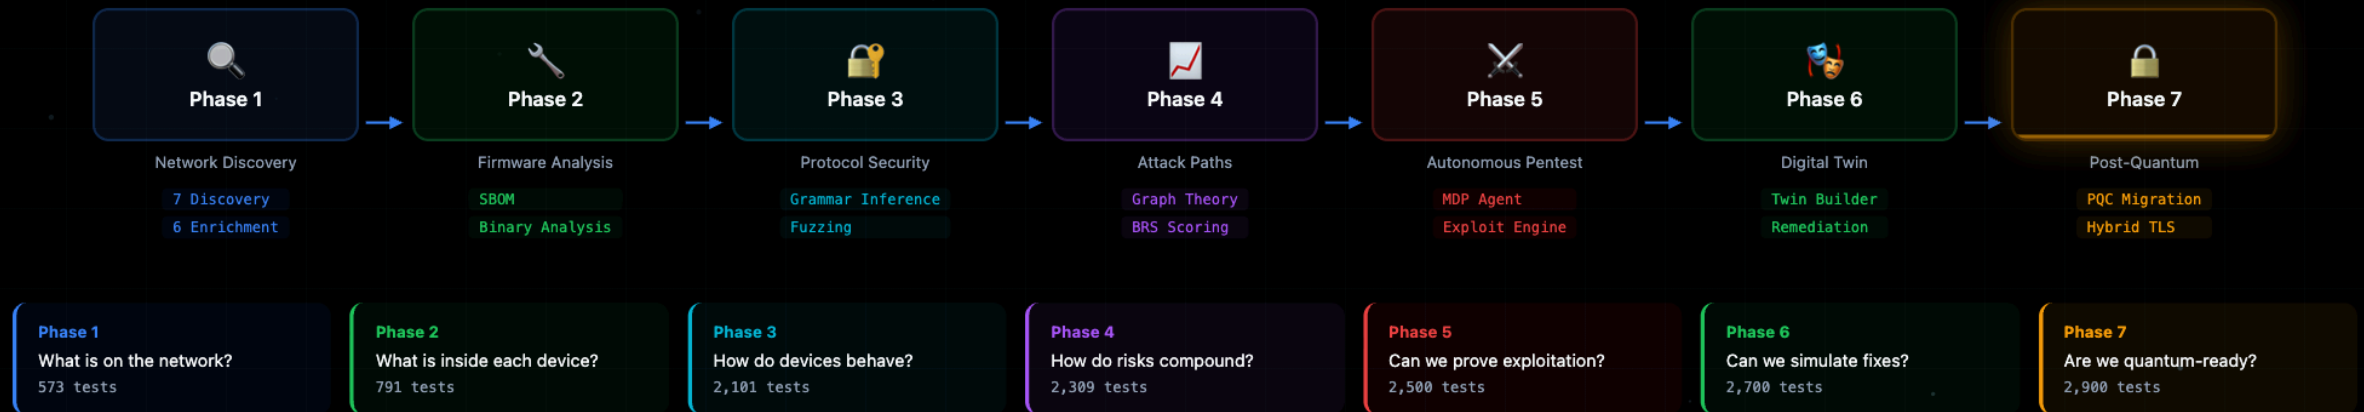 Phase 1
Phase 2
Phase 3
Phase 4
Phase 5
Phase 6
Phase 7
Network Discovery
Firmware Analysis
Protocol Security
Attack Paths
Autonomous Pentest
Digital Twin
Post-Quantum
7 Discovery
6 Enrichment
SBOM
Binary Analysis
Grammar Inference
Fuzzing
Graph Theory
BRS Scoring
MDP Agent
Exploit Engine
Twin Builder
Remediation
PQC Migration
Hybrid TLS
Phase 1
What is on the network?
573 tests
Phase 2
What is inside each device?
791 tests
Phase 3
How do devices behave?
2,101 tests
Phase 4
How do risks compound?
2,309 tests
Phase 5
Can we prove exploitation?
2,500 tests
Phase 6
Can we simulate fixes?
2,700 tests
Phase 7
Are we quantum-ready?
2,900 tests